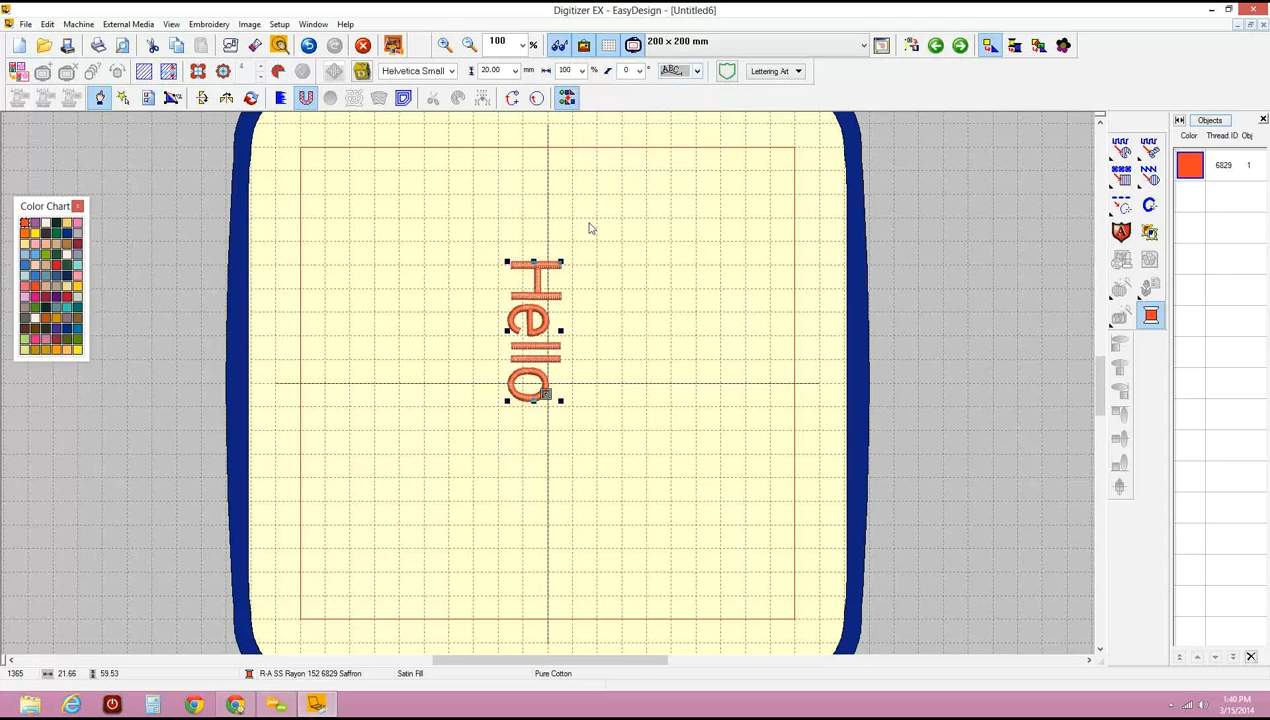 Digitizer EX - EasyDesign - [Untitled6]
File Edit Machine View External Media Embroidery Image Setup Window Help
100 % 200 x 200 mm
4 Helvetica Small 20.00 mm 100 % 0 ° ABC Lettering Art
Objects
Color Thread ID Obj
6829 1
Color Chart
Hello
1365 21.66 59.53 R-A SS Rayon 152 6829 Saffron Satin Fill Pure Cotton
1:40 PM
3/15/2014